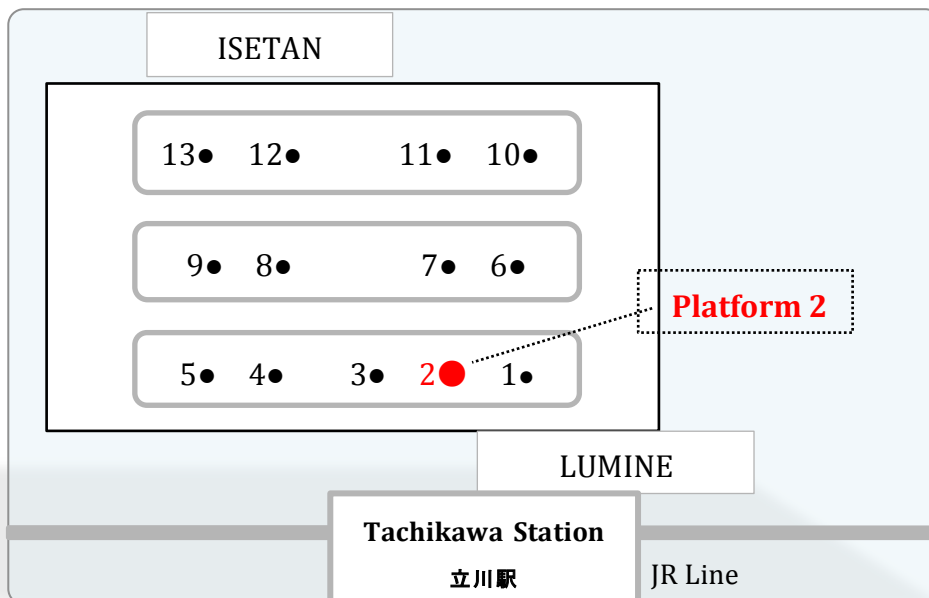 ISETAN
13● 12● 11● 10●
9● 8● 7● 6●
Platform 2
5● 4● 3● 2● 1●
LUMINE
Tachikawa Station
立川駅
JR Line